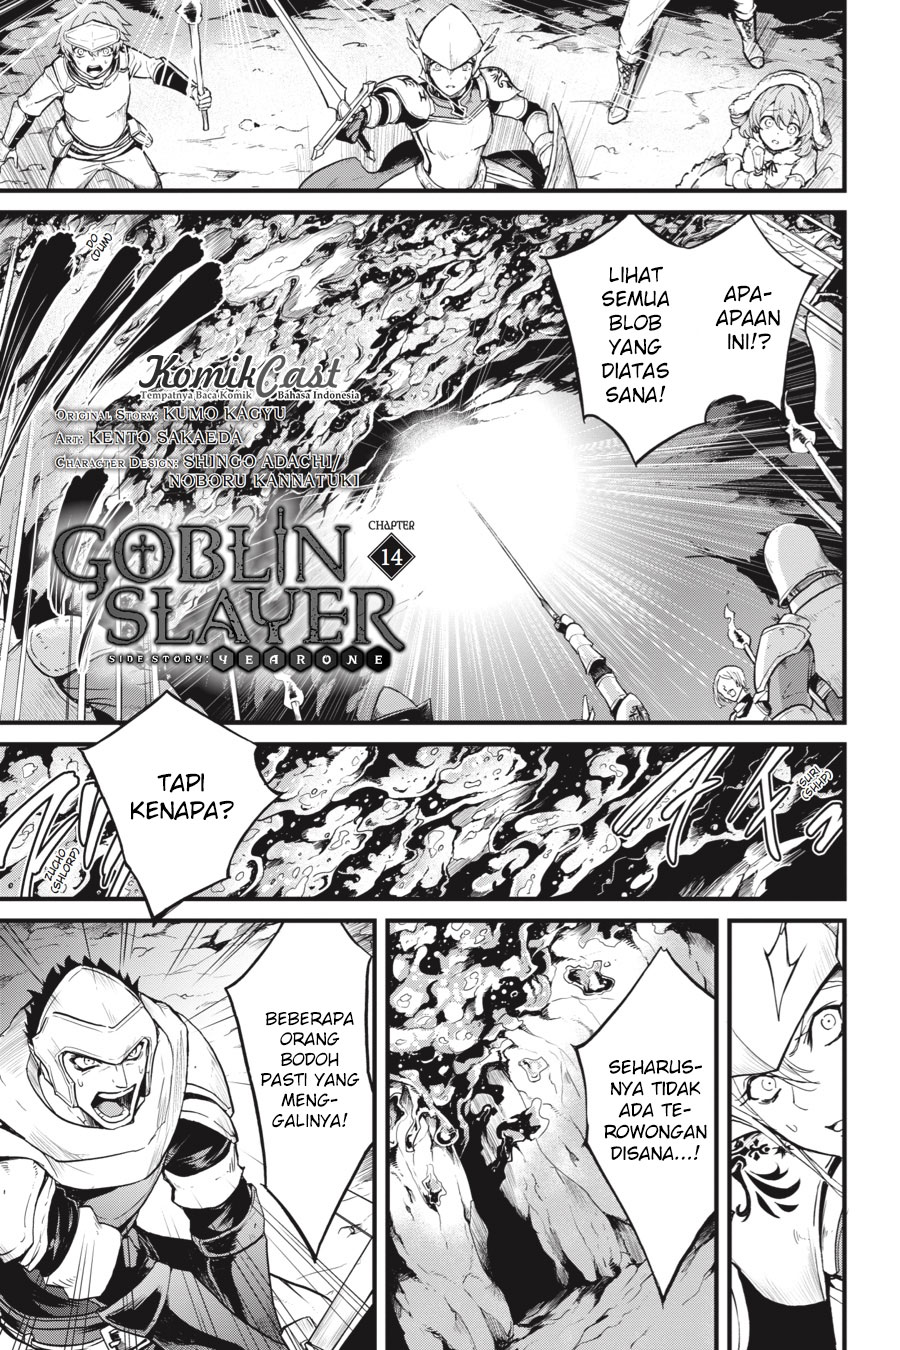 APA-
APAAN
INI!?
LIHAT
SEMUA
BLOB
YANG
DIATAS
SANA!
DO
(DUM)
KomikCast
Tempatnya Baca Komik Bahasa Indonesia
ORIGINAL STORY: KUMO KAGYU
ART: KENTO SAKAEDA
CHARACTER DESIGN: SHINGO ADACHI/
NOBORU KANNATUKI
GOBLIN
SLAYER
SIDE STORY: YEAR ONE
CHAPTER
14
SURI
(SHHP)
TAPI
KENAPA?
ZUCHO
(SHLORP)
SEHARUS-
NYA TIDAK
ADA TE-
ROWONGAN
DISANA...!
BEBERAPA
ORANG
BODOH
PASTI YANG
MENG-
GALINYA!